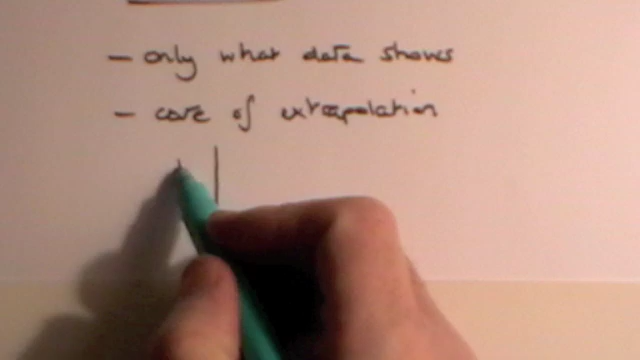 - only what data shows
- care of extrapolation